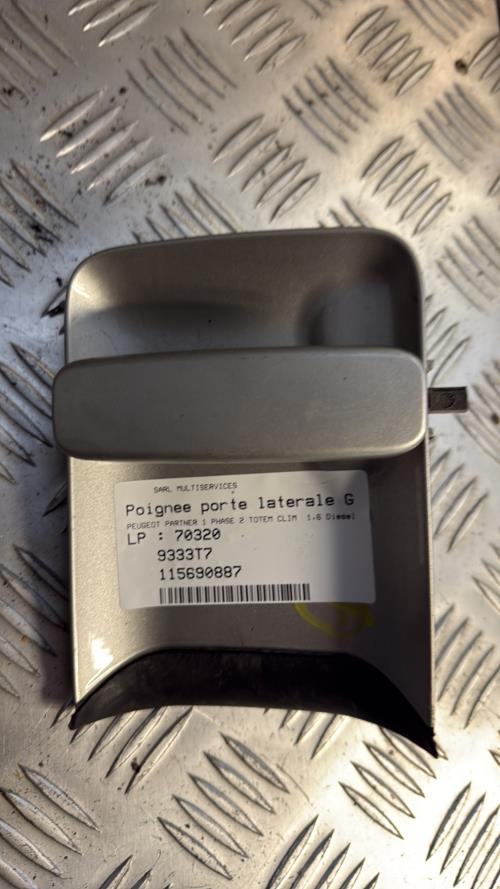 SARL MULTISERVICES
Poignee porte laterale G
PEUGEOT PARTNER 1 PHASE 2 TOTEM CLIM 1.6 Diesel
LP : 70320
9333T7
115690887